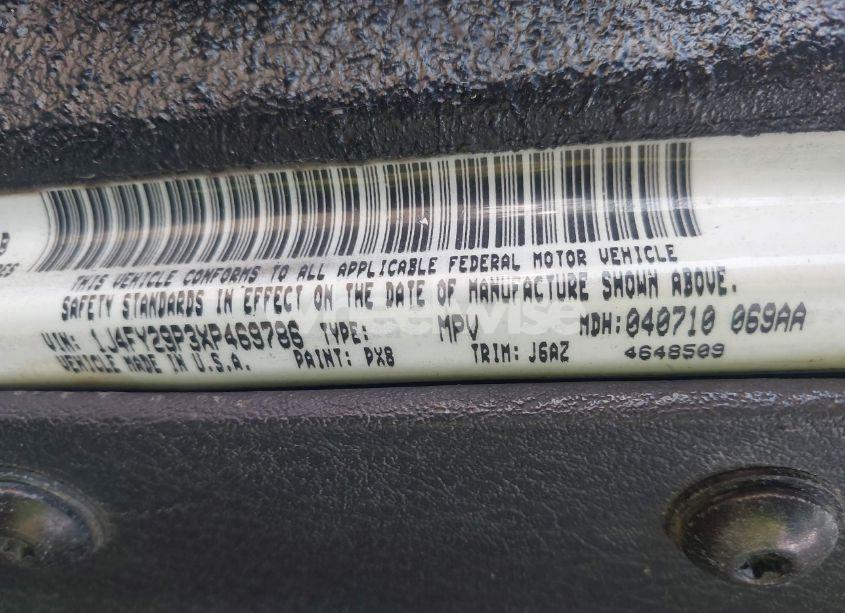 THIS VEHICLE CONFORMS TO ALL APPLICABLE FEDERAL MOTOR VEHICLE
SAFETY STANDARDS IN EFFECT ON THE DATE OF MANUFACTURE SHOWN ABOVE.
VIN: 1J4FY29P3XP469786 TYPE: MPV MDH: 040710 069AA
VEHICLE MADE IN U.S.A. PAINT: PX8 TRIM: J6AZ 4648509